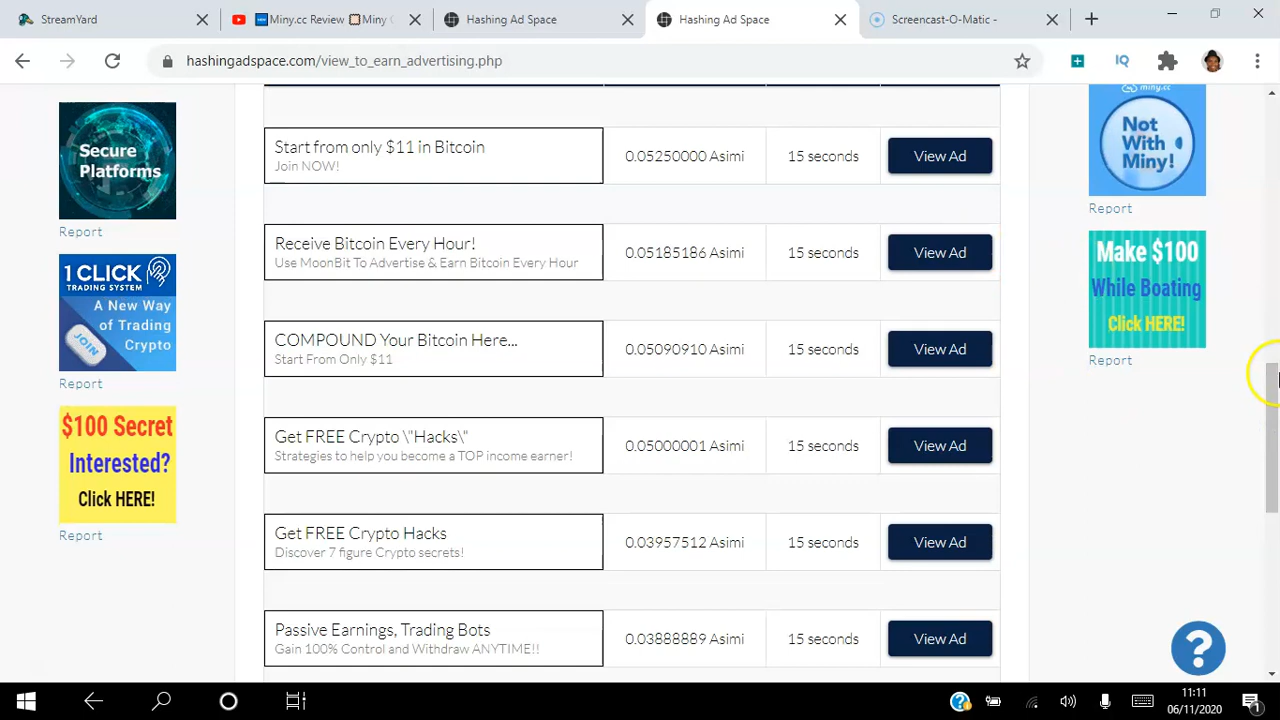 StreamYard
Miny.cc Review
Miny
Hashing Ad Space
Hashing Ad Space
Screencast-O-Matic -
hashingadspace.com/view_to_earn_advertising.php
IQ
Secure
Platforms
Report
1 CLICK
TRADING SYSTEM
A New Way
of Trading
Crypto
JOIN
Report
$100 Secret
Interested?
Click HERE!
Report
Start from only $11 in Bitcoin
Join NOW!
0.05250000 Asimi
15 seconds
View Ad
Receive Bitcoin Every Hour!
Use MoonBit To Advertise & Earn Bitcoin Every Hour
0.05185186 Asimi
15 seconds
View Ad
COMPOUND Your Bitcoin Here...
Start From Only $11
0.05090910 Asimi
15 seconds
View Ad
Get FREE Crypto \"Hacks\"
Strategies to help you become a TOP income earner!
0.05000001 Asimi
15 seconds
View Ad
Get FREE Crypto Hacks
Discover 7 figure Crypto secrets!
0.03957512 Asimi
15 seconds
View Ad
Passive Earnings, Trading Bots
Gain 100% Control and Withdraw ANYTIME!!
0.03888889 Asimi
15 seconds
View Ad
miny.cc
Not
With
Miny!
Report
Make $100
While Boating
Click HERE!
Report
?
11:11
06/11/2020
1